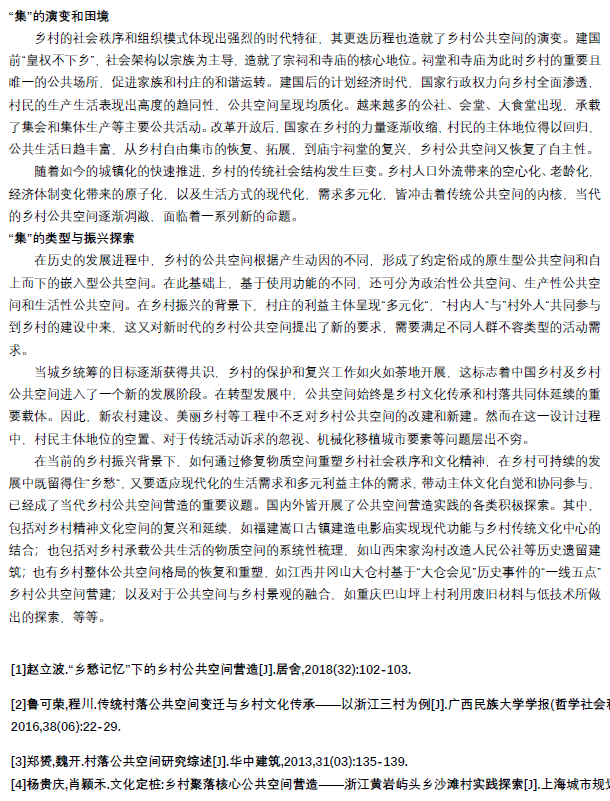 “集”的演变和困境
乡村的社会秩序和组织模式体现出强烈的时代特征，其更迭历程也造就了乡村公共空间的演变。建国
前“皇权不下乡”，社会架构以宗族为主导，造就了宗祠和寺庙的核心地位。祠堂和寺庙为此时乡村的重要且
唯一的公共场所，促进家族和村庄的和谐运转。建国后的计划经济时代，国家行政权力向乡村全面渗透，
村民的生产生活表现出高度的趋同性，公共空间呈现均质化。越来越多的公社、会堂、大食堂出现，承载
了集会和集体生产等主要公共活动。改革开放后，国家在乡村的力量逐渐收缩，村民的主体地位得以回归，
公共生活日趋丰富，从乡村自由集市的恢复、拓展，到庙宇祠堂的复兴，乡村公共空间又恢复了自主性。
随着如今的城镇化的快速推进，乡村的传统社会结构发生巨变。乡村人口外流带来的空心化、老龄化，
经济体制变化带来的原子化，以及生活方式的现代化，需求多元化，皆冲击着传统公共空间的内核，当代
的乡村公共空间逐渐凋敝，面临着一系列新的命题。
“集”的类型与振兴探索
在历史的发展进程中，乡村的公共空间根据产生动因的不同，形成了约定俗成的原生型公共空间和自
上而下的嵌入型公共空间。在此基础上，基于使用功能的不同，还可分为政治性公共空间、生产性公共空
间和生活性公共空间。在乡村振兴的背景下，村庄的利益主体呈现“多元化“，”村内人“与”村外人“共同参与
到乡村的建设中来，这又对新时代的乡村公共空间提出了新的要求，需要满足不同人群不容类型的活动需
求。
当城乡统筹的目标逐渐获得共识，乡村的保护和复兴工作如火如荼地开展，这标志着中国乡村及乡村
公共空间进入了一个新的发展阶段。在转型发展中，公共空间始终是乡村文化传承和村落共同体延续的重
要载体。因此，新农村建设、美丽乡村等工程中不乏对乡村公共空间的改建和新建。然而在这一设计过程
中，村民主体地位的空置、对于传统活动诉求的忽视、机械化移植城市要素等问题层出不穷。
在当前的乡村振兴背景下，如何通过修复物质空间重塑乡村社会秩序和文化精神，在乡村可持续的发
展中既留得住“乡愁“，又要适应现代化的生活需求和多元利益主体的需求，带动主体文化自觉和协同参与，
已经成了当代乡村公共空间营造的重要议题。国内外皆开展了公共空间营造实践的各类积极探索。其中，
包括对乡村精神文化空间的复兴和延续，如福建嵩口古镇建造电影庙实现现代功能与乡村传统文化中心的
结合；也包括对乡村承载公共生活的物质空间的系统性梳理，如山西宋家沟村改造人民公社等历史遗留建
筑；也有乡村整体公共空间格局的恢复和重塑，如江西井冈山大仓村基于“大仓会见”历史事件的“一线五点”
乡村公共空间营建；以及对于公共空间与乡村景观的融合，如重庆巴山坪上村利用废旧材料与低技术所做
出的探索，等等。
[1]赵立波.“乡愁记忆”下的乡村公共空间营造[J].居舍,2018(32):102-103.
[2]鲁可荣,程川.传统村落公共空间变迁与乡村文化传承——以浙江三村为例[J].广西民族大学学报(哲学社会科
2016,38(06):22-29.
[3]郑赟,魏开.村落公共空间研究综述[J].华中建筑,2013,31(03):135-139.
[4]杨贵庆,肖颖禾.文化定桩:乡村聚落核心公共空间营造——浙江黄岩屿头乡沙滩村实践探索[J].上海城市规划